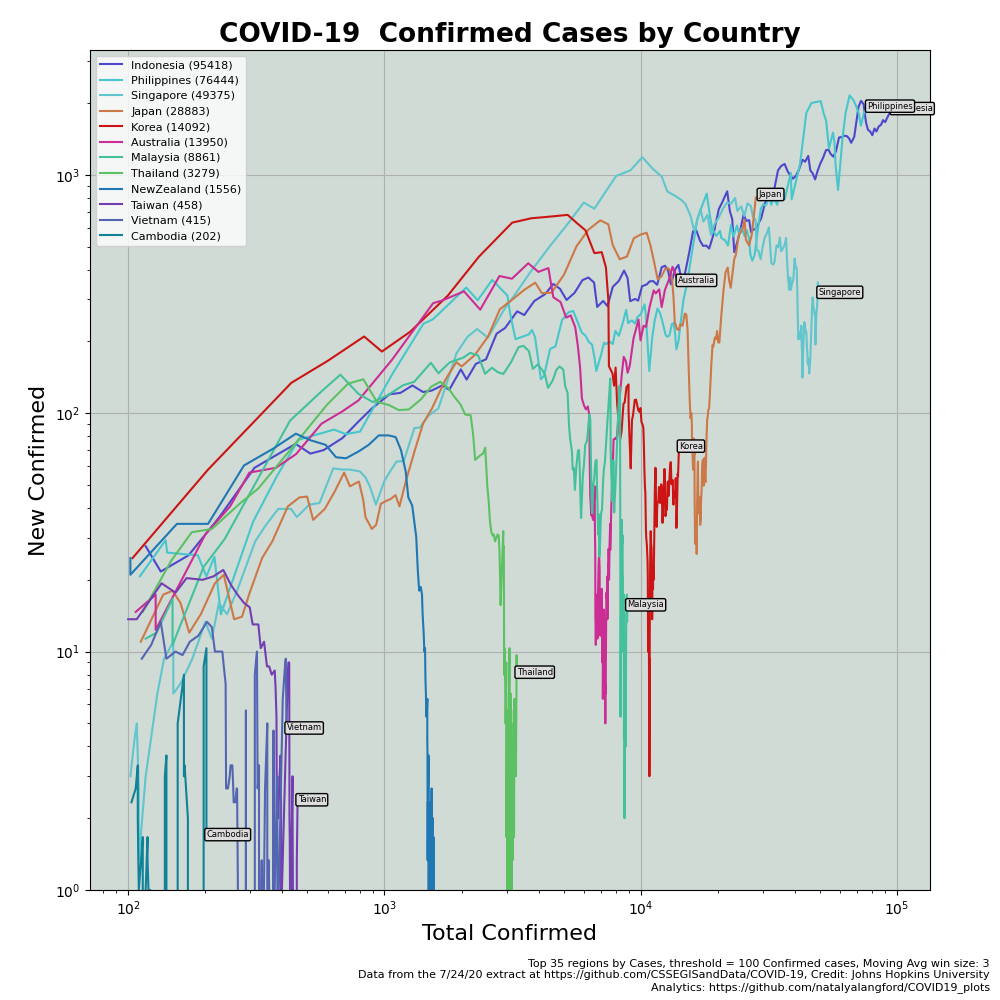 COVID-19  Confirmed Cases by Country
Indonesia (95418)
Philippines (76444)
Singapore (49375)
Japan (28883)
Korea (14092)
Australia (13950)
Malaysia (8861)
Thailand (3279)
NewZealand (1556)
Taiwan (458)
Vietnam (415)
Cambodia (202)
Philippines
esia
Japan
Australia
Singapore
Korea
Malaysia
Thailand
Vietnam
Taiwan
Cambodia
New Confirmed
10³
10²
10¹
10⁰
10² 10³ 10⁴ 10⁵
Total Confirmed
Top 35 regions by Cases, threshold = 100 Confirmed cases, Moving Avg win size: 3
Data from the 7/24/20 extract at https://github.com/CSSEGISandData/COVID-19, Credit: Johns Hopkins University
Analytics: https://github.com/natalyalangford/COVID19_plots